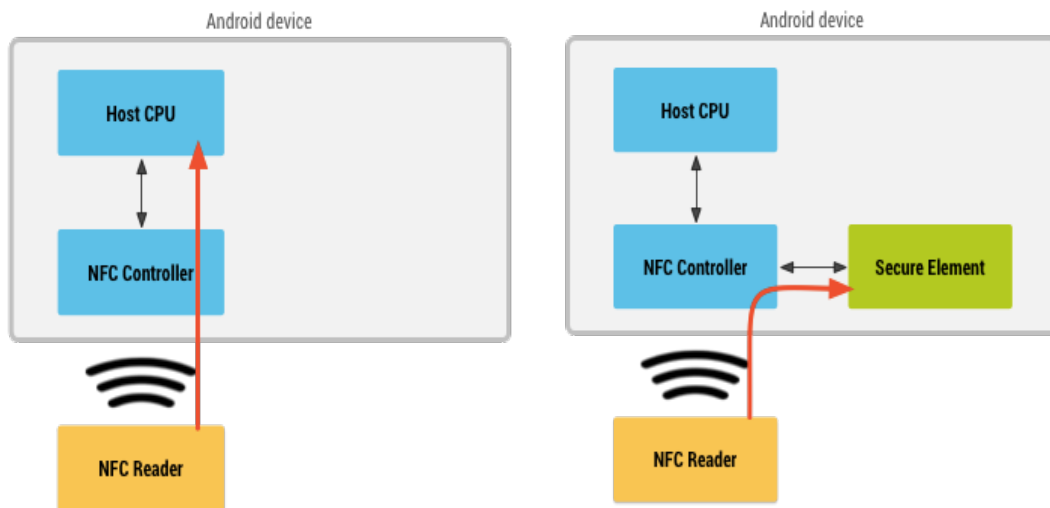 Android device
Host CPU
NFC Controller
NFC Reader
Android device
Host CPU
NFC Controller
Secure Element
NFC Reader